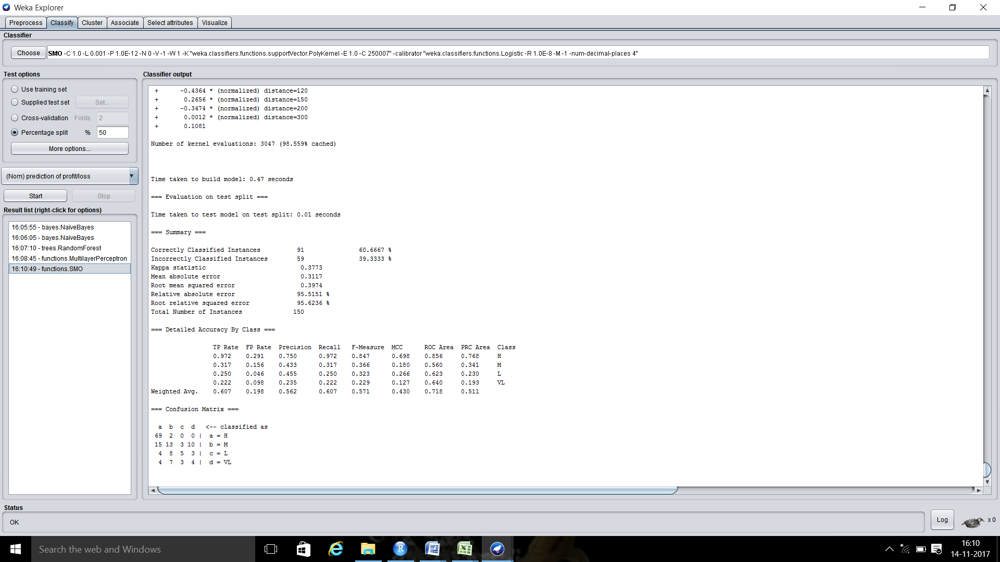 Weka Explorer
Preprocess Classify Cluster Associate Select attributes Visualize
Classifier
Choose SMO -C 1.0 -L 0.001 -P 1.0E-12 -N 0 -V -1 -W 1 -K "weka.classifiers.functions.supportVector.PolyKernel -E 1.0 -C 250007" -calibrator "weka.classifiers.functions.Logistic -R 1.0E-8 -M -1 -num-decimal-places 4"
Test options
Use training set
Supplied test set Set...
Cross-validation Folds 2
Percentage split % 50
More options...
(Nom) prediction of profit/loss
Start Stop
Result list (right-click for options)
16:05:55 - bayes.NaiveBayes
16:06:05 - bayes.NaiveBayes
16:07:10 - trees.RandomForest
16:08:45 - functions.MultilayerPerceptron
16:10:49 - functions.SMO
Classifier output
+ -0.4364 * (normalized) distance=120
+ 0.2656 * (normalized) distance=150
+ -0.3474 * (normalized) distance=200
+ 0.0012 * (normalized) distance=300
+ 0.1081
Number of kernel evaluations: 3047 (98.559% cached)
Time taken to build model: 0.47 seconds
=== Evaluation on test split ===
Time taken to test model on test split: 0.01 seconds
=== Summary ===
Correctly Classified Instances 91 60.6667 %
Incorrectly Classified Instances 59 39.3333 %
Kappa statistic 0.3773
Mean absolute error 0.3117
Root mean squared error 0.3974
Relative absolute error 95.5151 %
Root relative squared error 95.6236 %
Total Number of Instances 150
=== Detailed Accuracy By Class ===
TP Rate FP Rate Precision Recall F-Measure MCC ROC Area PRC Area Class
0.972 0.291 0.750 0.972 0.847 0.698 0.856 0.768 H
0.317 0.156 0.433 0.317 0.366 0.180 0.560 0.341 M
0.250 0.046 0.455 0.250 0.323 0.266 0.623 0.230 L
0.222 0.098 0.235 0.222 0.229 0.127 0.640 0.193 VL
Weighted Avg. 0.607 0.198 0.562 0.607 0.571 0.430 0.718 0.511
=== Confusion Matrix ===
a b c d <-- classified as
69 2 0 0 | a = H
15 13 3 10 | b = M
4 8 5 3 | c = L
4 7 3 4 | d = VL
Status
OK
Log x 0
Search the web and Windows
16:10
14-11-2017